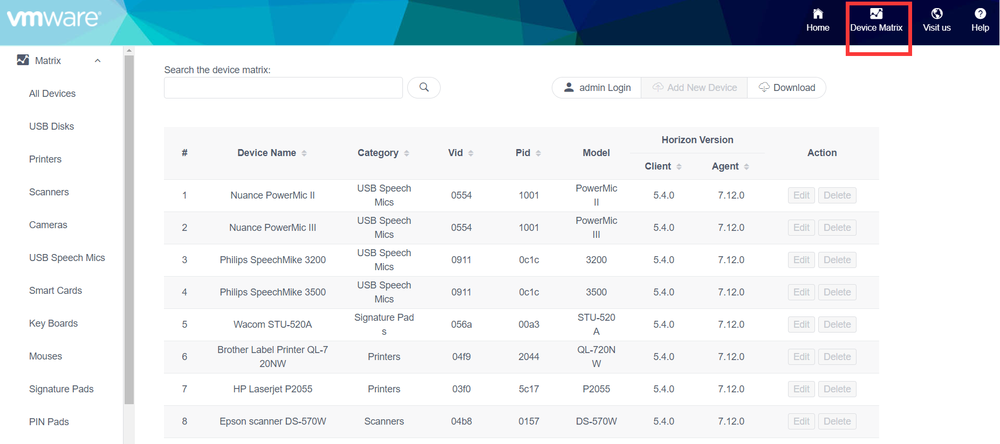 vmware®
Home
Device Matrix
Visit us
Help
Matrix
All Devices
USB Disks
Printers
Scanners
Cameras
USB Speech Mics
Smart Cards
Key Boards
Mouses
Signature Pads
PIN Pads
Search the device matrix:
admin Login
Add New Device
Download
# Device Name Category Vid Pid Model Horizon Version Action
Client Agent
1 Nuance PowerMic II USB Speech Mics 0554 1001 PowerMic II 5.4.0 7.12.0 Edit Delete
2 Nuance PowerMic III USB Speech Mics 0554 1001 PowerMic III 5.4.0 7.12.0 Edit Delete
3 Philips SpeechMike 3200 USB Speech Mics 0911 0c1c 3200 5.4.0 7.12.0 Edit Delete
4 Philips SpeechMike 3500 USB Speech Mics 0911 0c1c 3500 5.4.0 7.12.0 Edit Delete
5 Wacom STU-520A Signature Pads 056a 00a3 STU-520A 5.4.0 7.12.0 Edit Delete
6 Brother Label Printer QL-720NW Printers 04f9 2044 QL-720NW 5.4.0 7.12.0 Edit Delete
7 HP Laserjet P2055 Printers 03f0 5c17 P2055 5.4.0 7.12.0 Edit Delete
8 Epson scanner DS-570W Scanners 04b8 0157 DS-570W 5.4.0 7.12.0 Edit Delete